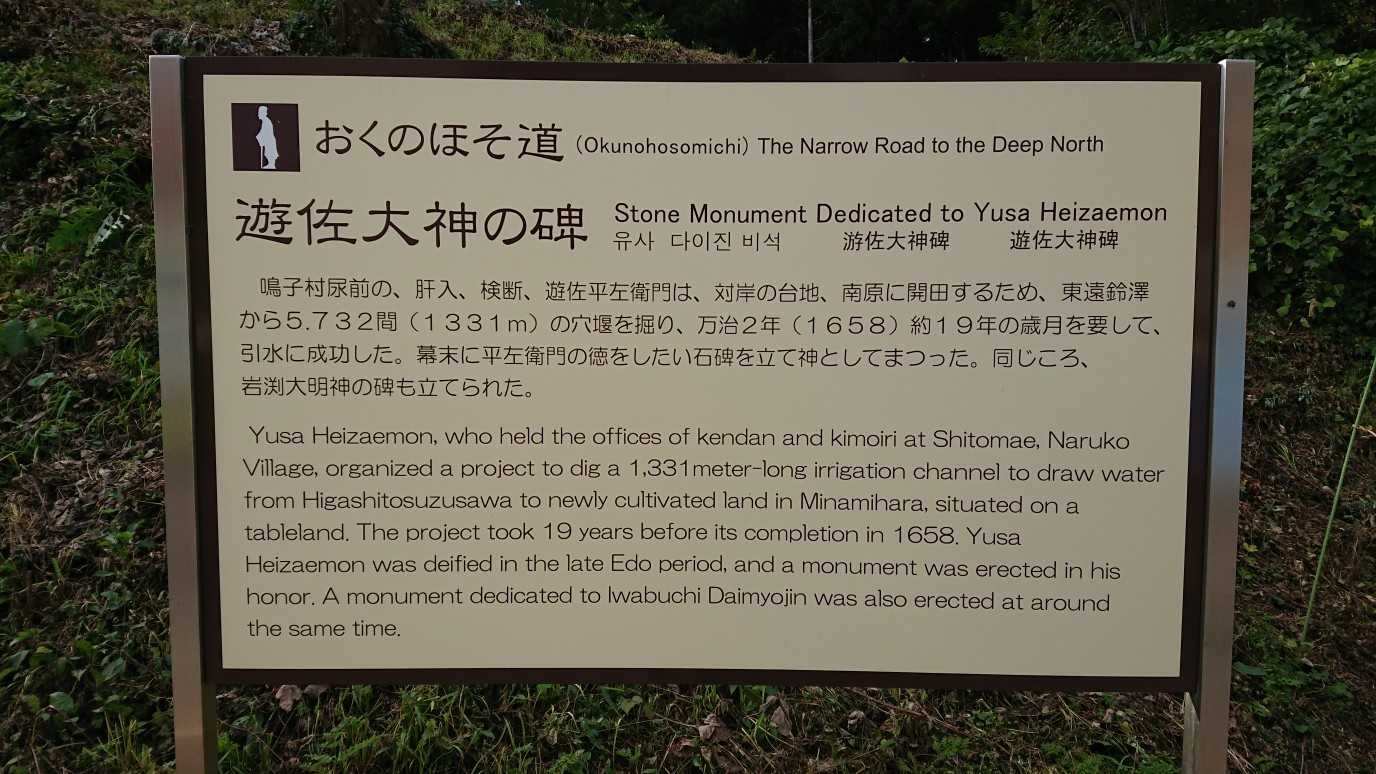 おくのほそ道 (Okunohosomichi) The Narrow Road to the Deep North
遊佐大神の碑 Stone Monument Dedicated to Yusa Heizaemon
유사 다이진 비석 游佐大神碑 遊佐大神碑
鳴子村尿前の、肝入、検断、遊佐平左衛門は、対岸の台地、南原に開田するため、東遠鈴澤
から5.732間（1331m）の穴堰を掘り、万治2年（1658）約19年の歳月を要して、
引水に成功した。幕末に平左衛門の徳をしたい石碑を立て神としてまつった。同じころ、
岩渕大明神の碑も立てられた。
Yusa Heizaemon, who held the offices of kendan and kimoiri at Shitomae, Naruko
Village, organized a project to dig a 1,331meter-long irrigation channel to draw water
from Higashitosuzusawa to newly cultivated land in Minamihara, situated on a
tableland. The project took 19 years before its completion in 1658. Yusa
Heizaemon was deified in the late Edo period, and a monument was erected in his
honor. A monument dedicated to Iwabuchi Daimyojin was also erected at around
the same time.